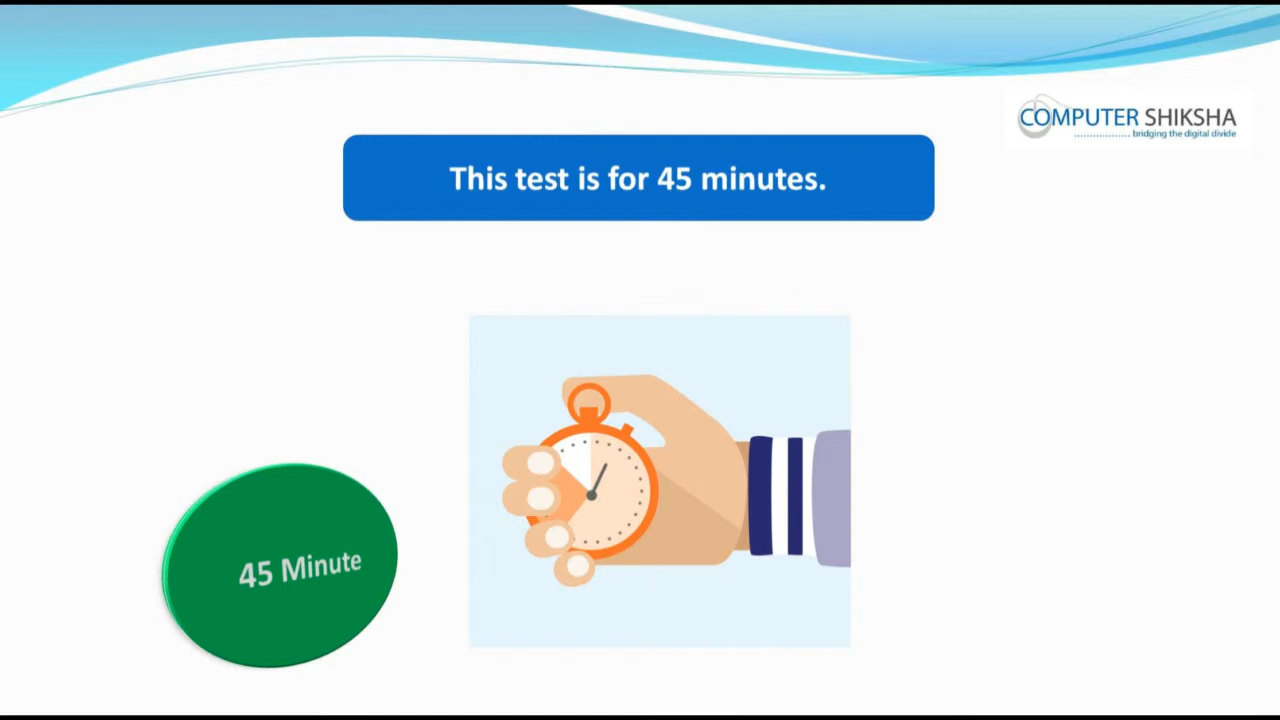 COMPUTER SHIKSHA
bridging the digital divide
This test is for 45 minutes.
45 Minute